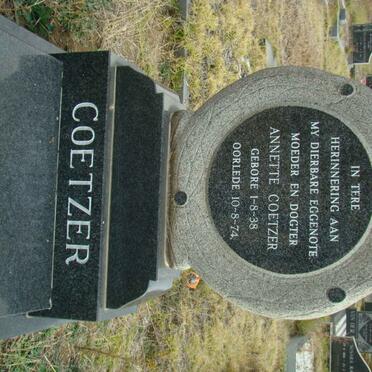 IN TERE
HERINNERING AAN
MY DIERBARE EGGENOTE
MOEDER EN DOGTER
ANNETTE COETZER
GEBORE 1-8-38
OORLEDE 10-8-74.
COETZER